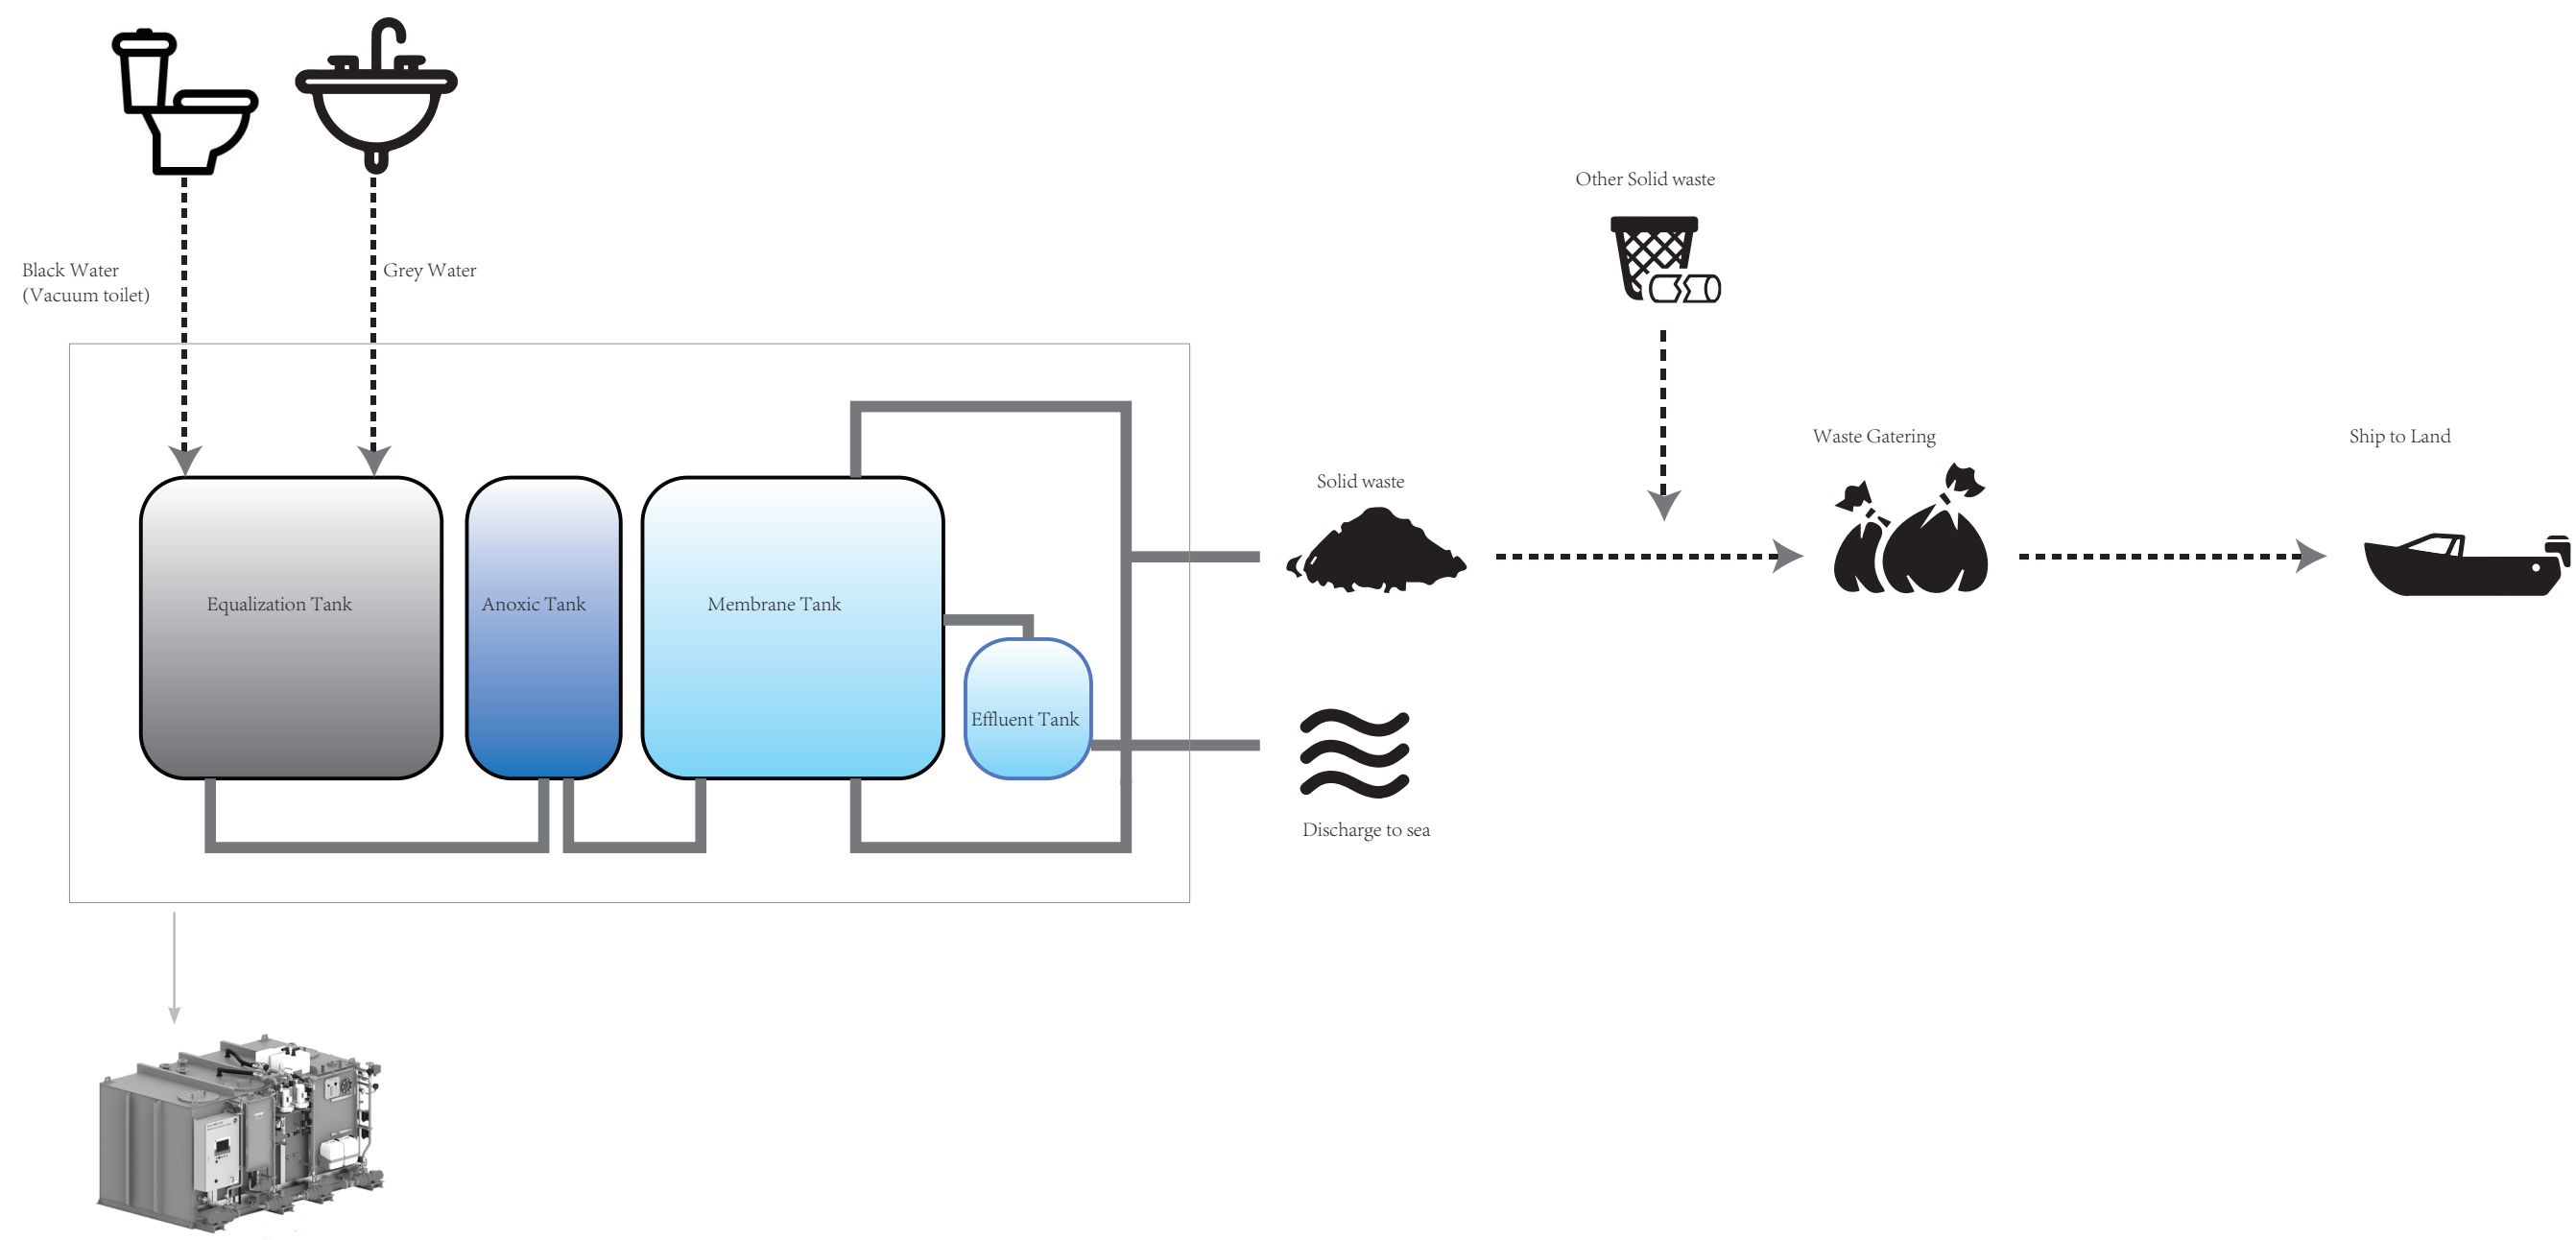 Black Water
(Vacuum toilet)
Grey Water
Other Solid waste
Waste Gatering
Ship to Land
Solid waste
Equalization Tank
Anoxic Tank
Membrane Tank
Effluent Tank
Discharge to sea